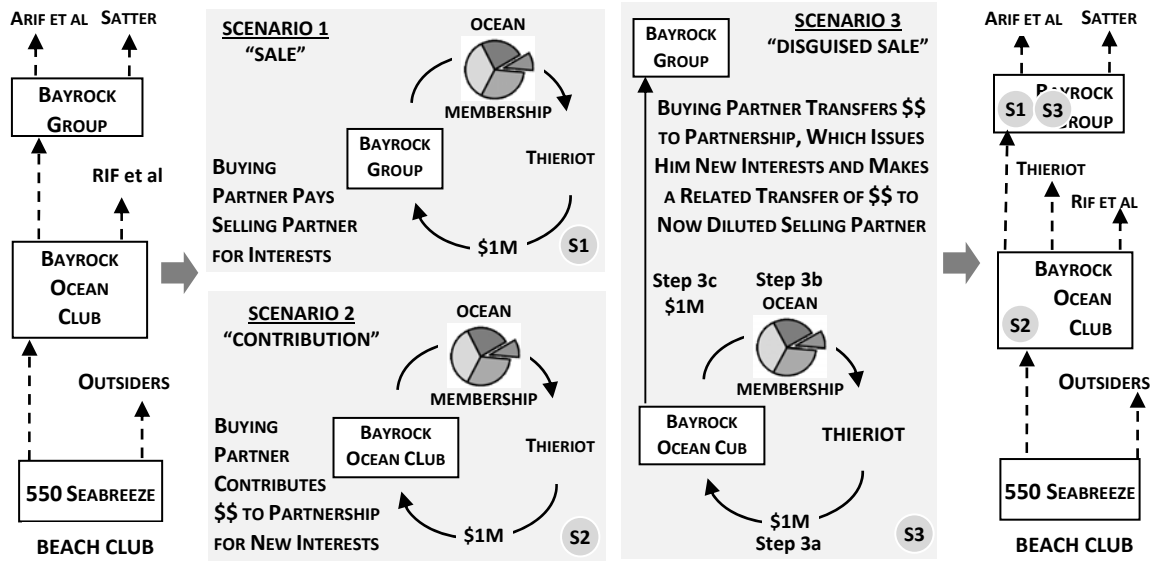 ARIF ET AL
SATTER
BAYROCK
GROUP
RIF et al
BAYROCK
OCEAN
CLUB
OUTSIDERS
550 SEABREEZE
BEACH CLUB
SCENARIO 1
"SALE"
OCEAN
MEMBERSHIP
BAYROCK
GROUP
THIERIOT
BUYING
PARTNER PAYS
SELLING PARTNER
FOR INTERESTS
$1M
S1
SCENARIO 2
"CONTRIBUTION"
OCEAN
MEMBERSHIP
BUYING
PARTNER
CONTRIBUTES
$$ TO PARTNERSHIP
FOR NEW INTERESTS
BAYROCK
OCEAN CLUB
THIERIOT
$1M
S2
SCENARIO 3
"DISGUISED SALE"
BAYROCK
GROUP
BUYING PARTNER TRANSFERS $$
TO PARTNERSHIP, WHICH ISSUES
HIM NEW INTERESTS AND MAKES
A RELATED TRANSFER OF $$ TO
NOW DILUTED SELLING PARTNER
Step 3c
$1M
Step 3b
OCEAN
MEMBERSHIP
BAYROCK
OCEAN CUB
THIERIOT
$1M
Step 3a
S3
ARIF ET AL
SATTER
BAYROCK
GROUP
S1
S3
THIERIOT
RIF ET AL
BAYROCK
OCEAN
CLUB
S2
OUTSIDERS
550 SEABREEZE
BEACH CLUB